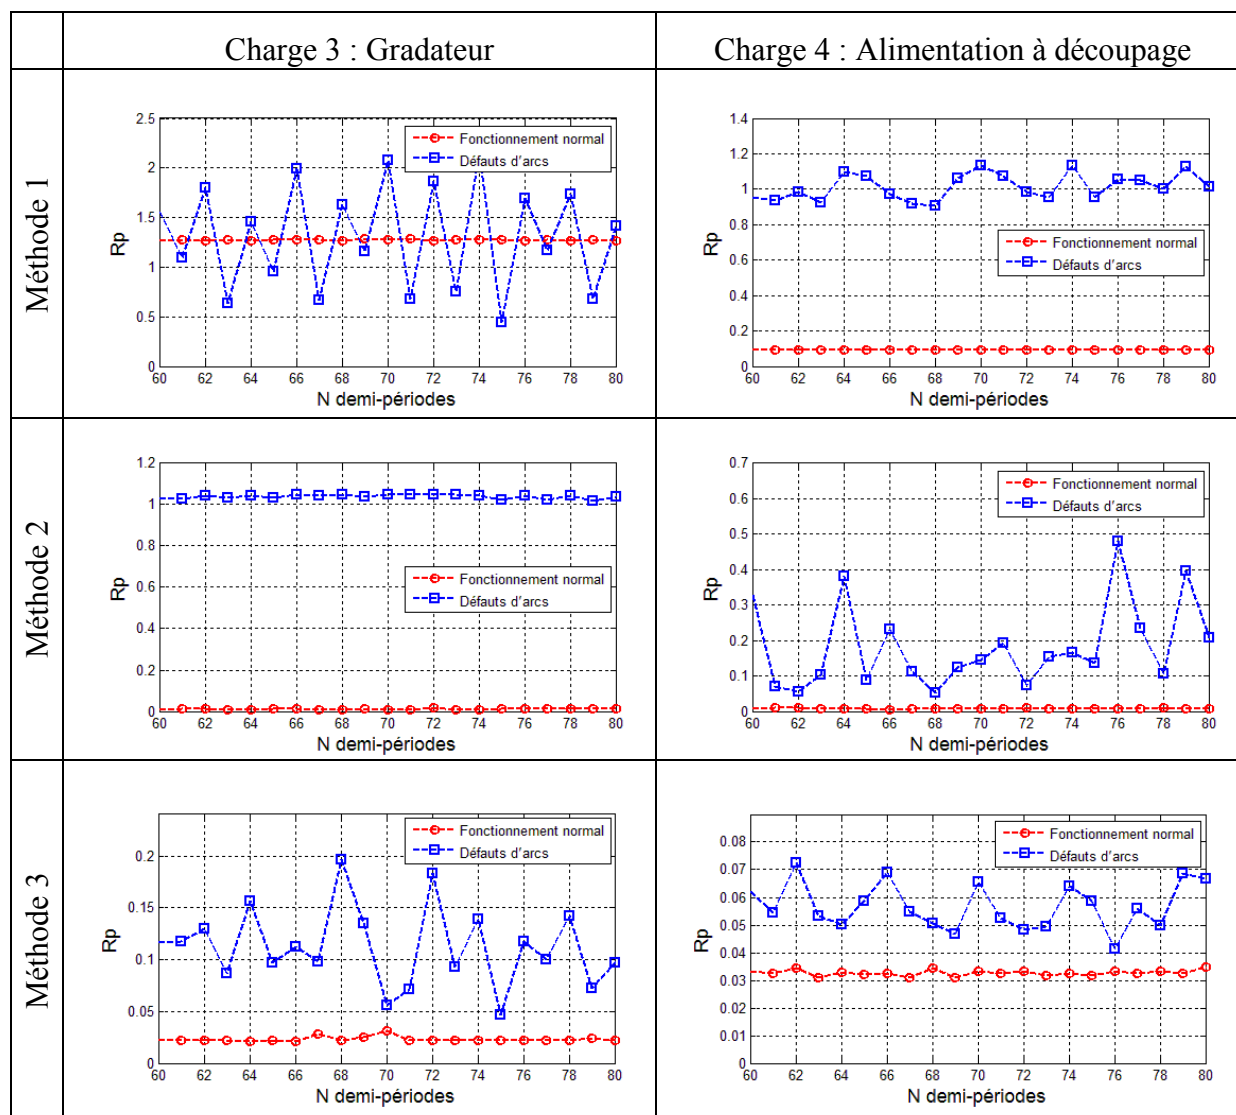 Charge 3 : Gradateur
Charge 4 : Alimentation à découpage
Méthode 1
2.5
2
1.5
1
0.5
0
Rp
60 62 64 66 68 70 72 74 76 78 80
N demi-périodes
Fonctionnement normal
Défauts d'arcs
1.4
1.2
1
0.8
0.6
0.4
0.2
0
Rp
60 62 64 66 68 70 72 74 76 78 80
N demi-périodes
Fonctionnement normal
Défauts d'arcs
Méthode 2
1.2
1
0.8
0.6
0.4
0.2
0
Rp
60 62 64 66 68 70 72 74 76 78 80
N demi-périodes
Fonctionnement normal
Défauts d'arcs
0.7
0.6
0.5
0.4
0.3
0.2
0.1
0
Rp
60 62 64 66 68 70 72 74 76 78 80
N demi-périodes
Fonctionnement normal
Défauts d'arcs
Méthode 3
0.2
0.15
0.1
0.05
0
Rp
60 62 64 66 68 70 72 74 76 78 80
N demi-périodes
Fonctionnement normal
Défauts d'arcs
0.08
0.07
0.06
0.05
0.04
0.03
0.02
0.01
0
Rp
60 62 64 66 68 70 72 74 76 78 80
N demi-périodes
Fonctionnement normal
Défauts d'arcs